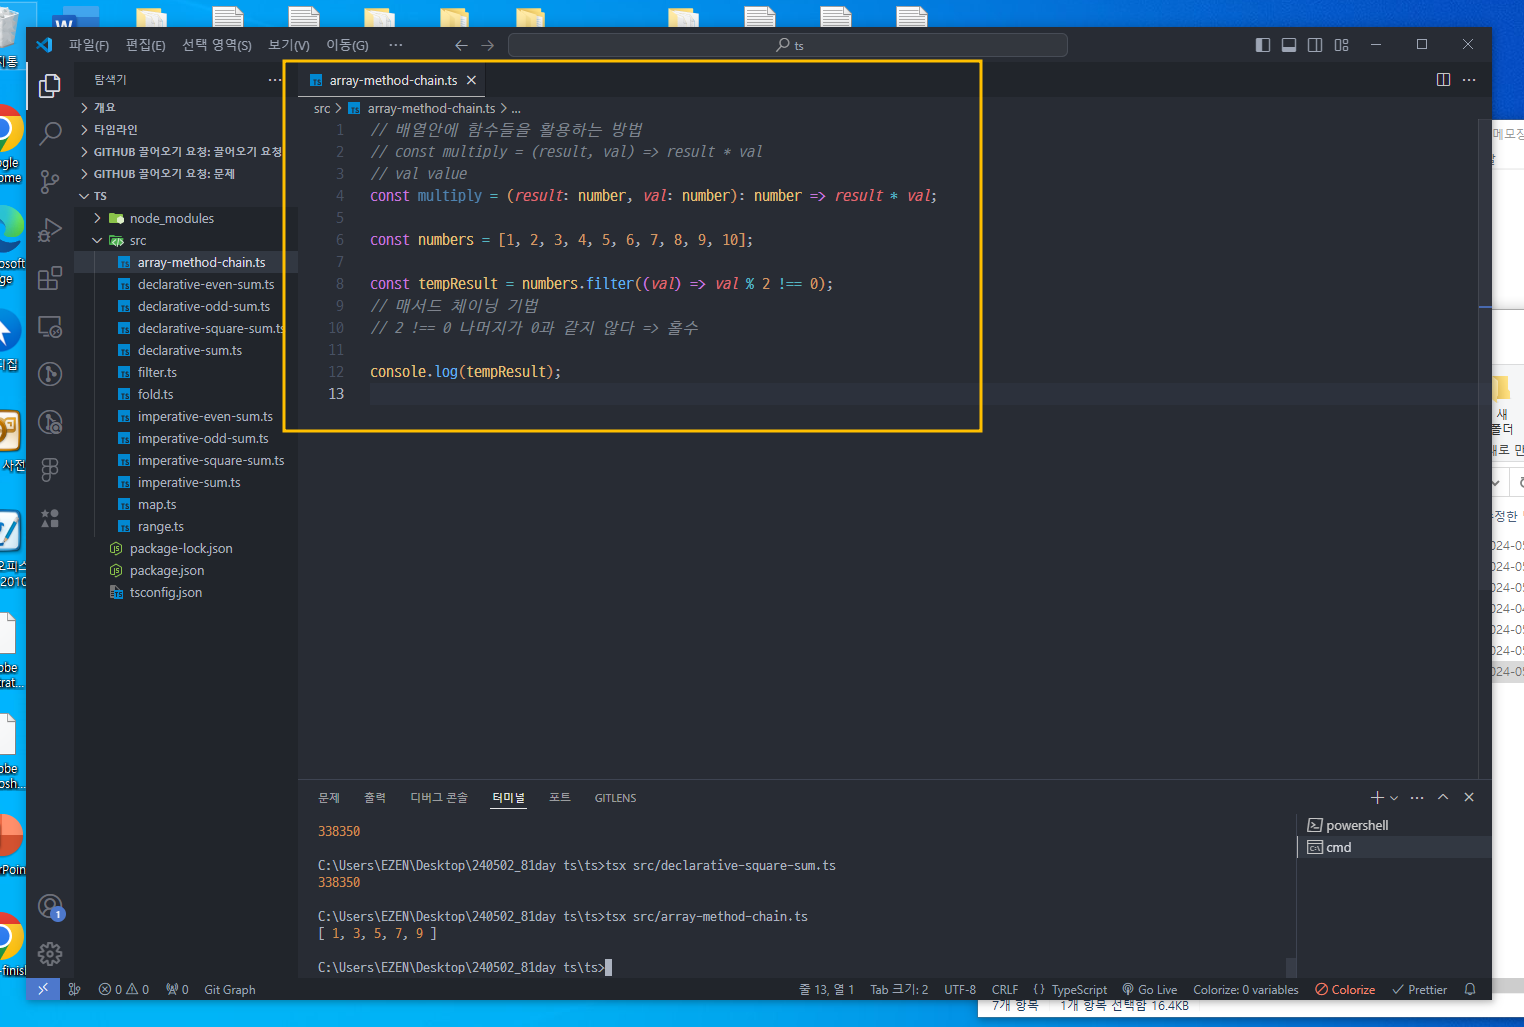 파일(F) 편집(E) 선택 영역(S) 보기(V) 이동(G) ···
ts
탐색기
개요
타임라인
GITHUB 끌어오기 요청: 끌어오기 요청
GITHUB 끌어오기 요청: 문제
TS
node_modules
src
array-method-chain.ts
declarative-even-sum.ts
declarative-odd-sum.ts
declarative-square-sum.ts
declarative-sum.ts
filter.ts
fold.ts
imperative-even-sum.ts
imperative-odd-sum.ts
imperative-square-sum.ts
imperative-sum.ts
map.ts
range.ts
package-lock.json
package.json
tsconfig.json
array-method-chain.ts
src > array-method-chain.ts > ...
1 // 배열안에 함수들을 활용하는 방법
2 // const multiply = (result, val) => result * val
3 // val value
4 const multiply = (result: number, val: number): number => result * val;
5
6 const numbers = [1, 2, 3, 4, 5, 6, 7, 8, 9, 10];
7
8 const tempResult = numbers.filter((val) => val % 2 !== 0);
9 // 매서드 체이닝 기법
10 // 2 !== 0 나머지가 0과 같지 않다 => 홀수
11
12 console.log(tempResult);
13
문제 출력 디버그 콘솔 터미널 포트 GITLENS
338350
C:\Users\EZEN\Desktop\240502_81day ts\ts>tsx src/declarative-square-sum.ts
338350
C:\Users\EZEN\Desktop\240502_81day ts\ts>tsx src/array-method-chain.ts
[ 1, 3, 5, 7, 9 ]
C:\Users\EZEN\Desktop\240502_81day ts\ts>
powershell
cmd
1
0 0 0 Git Graph
줄 13, 열 1 Tab 크기: 2 UTF-8 CRLF {} TypeScript Go Live Colorize: 0 variables Colorize Prettier
메모장
새
폴더
7개 항목 1개 항목 선택함 16.4KB